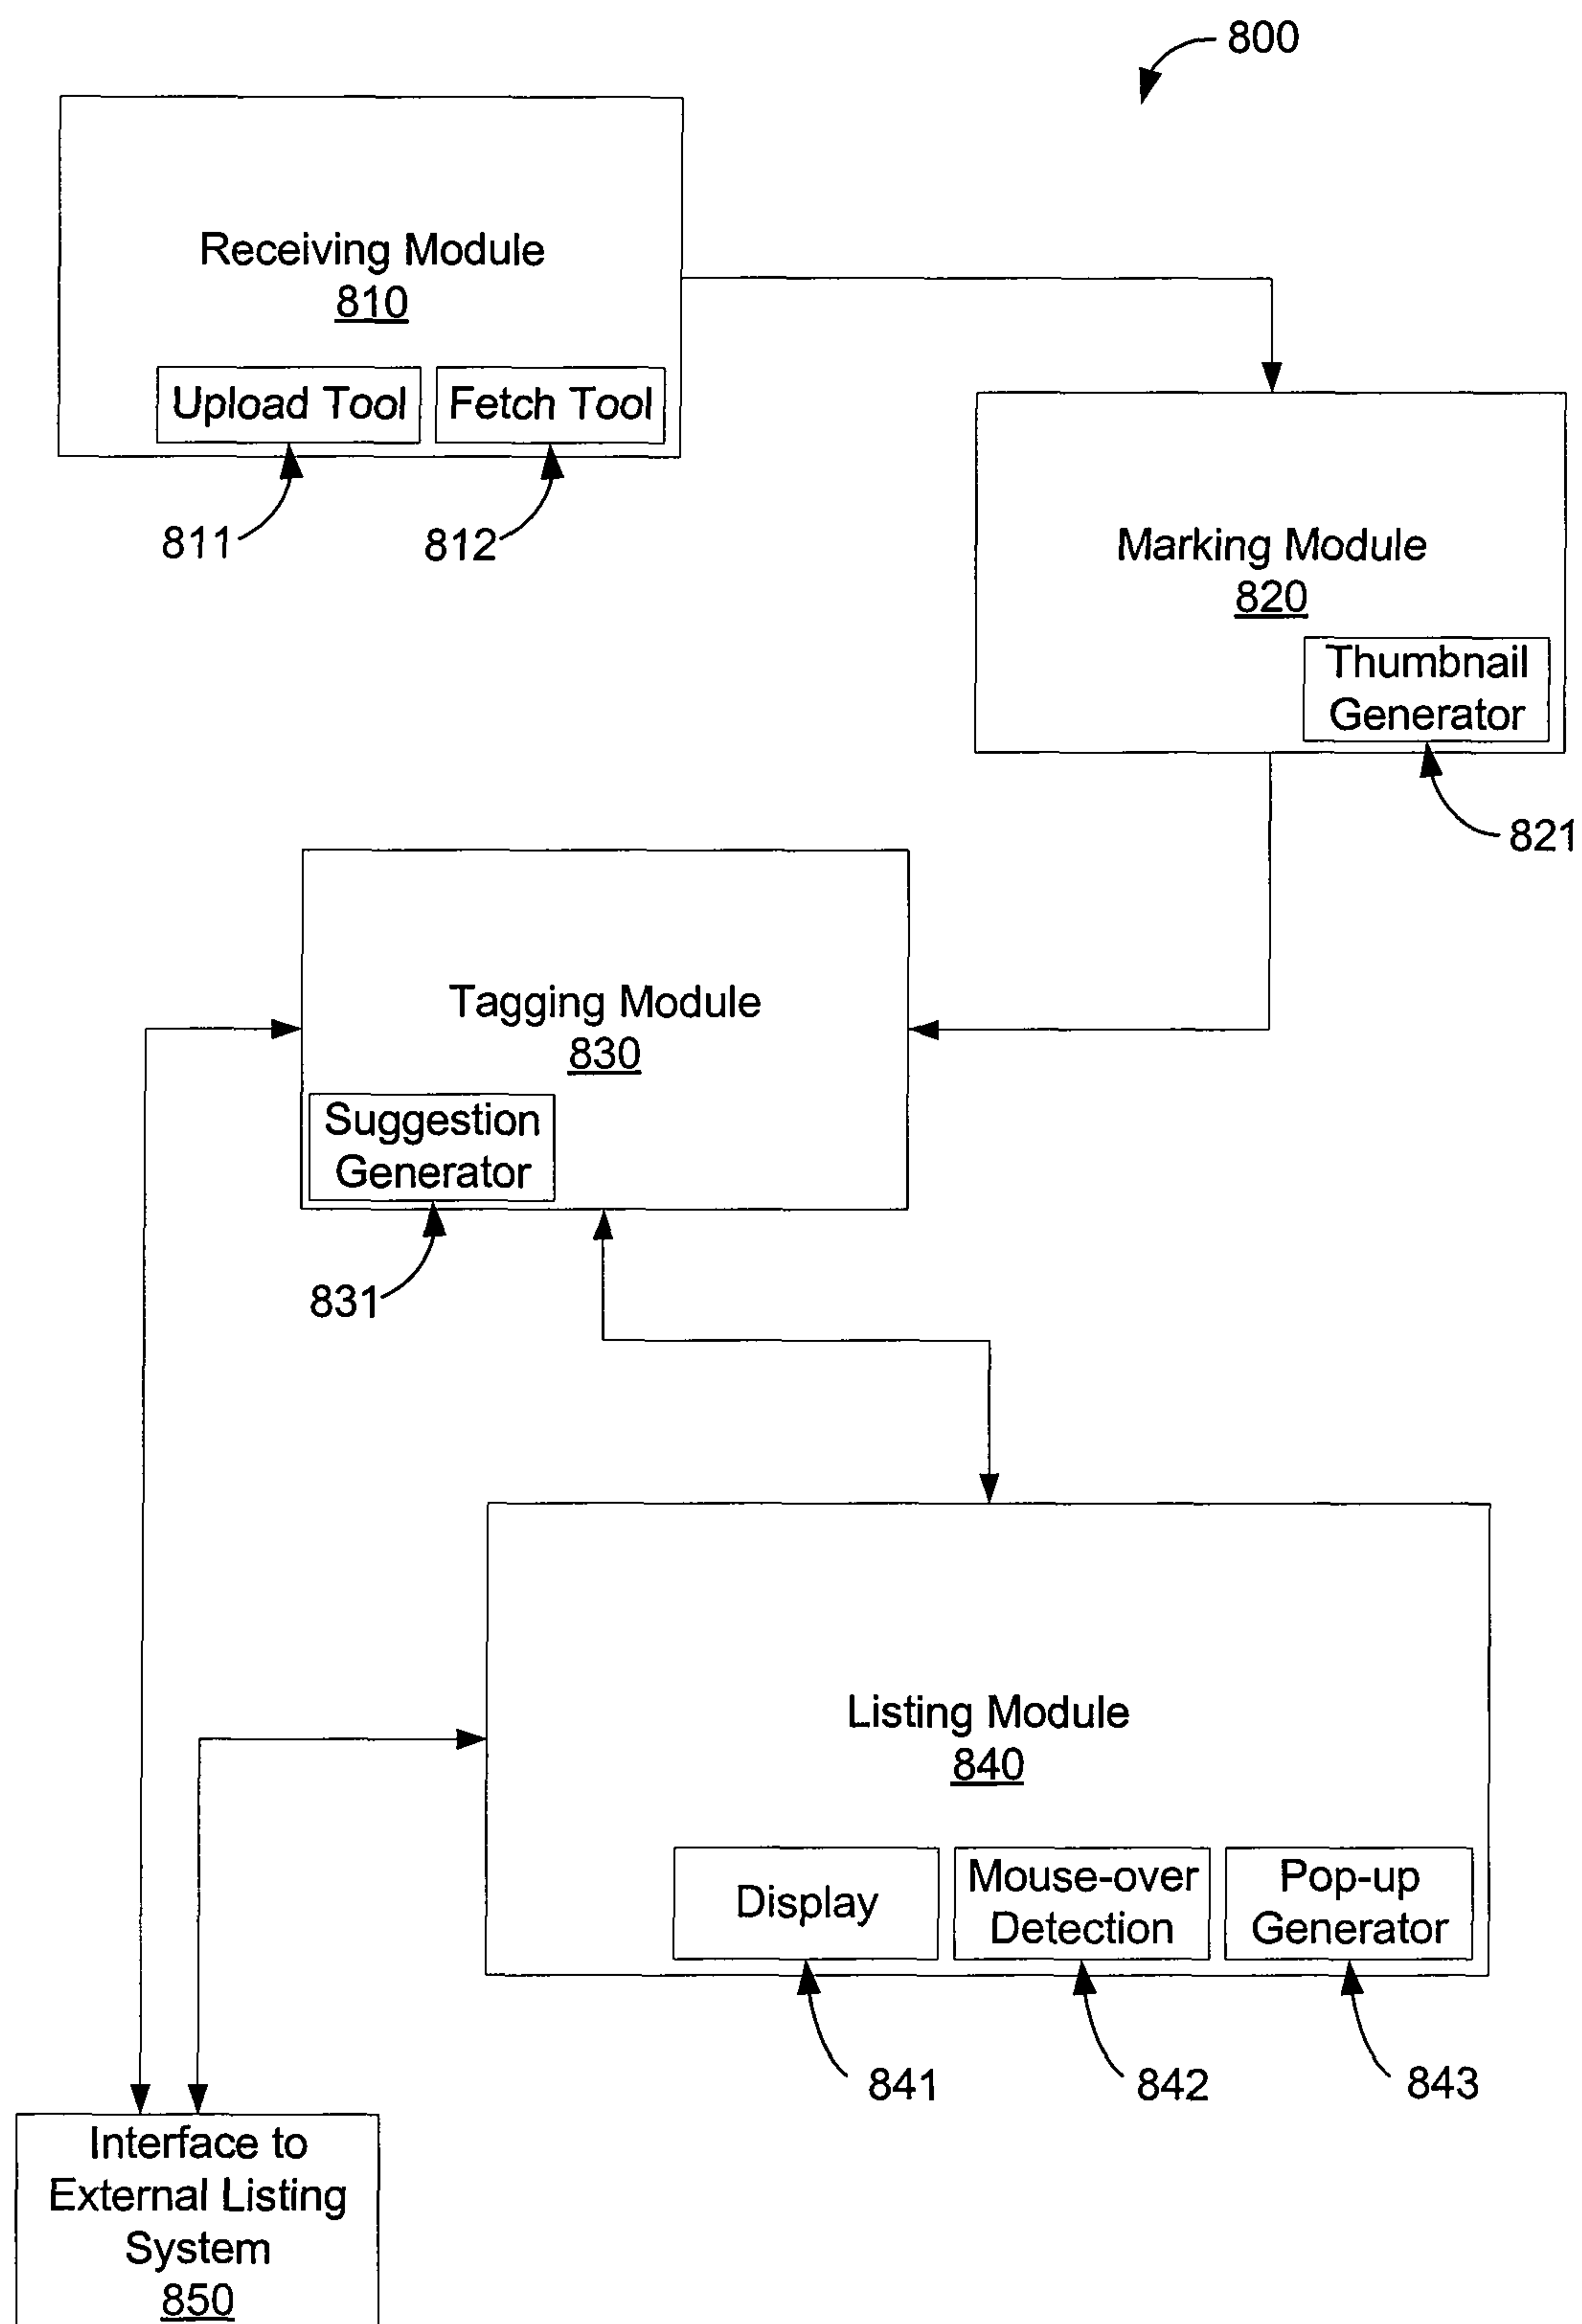 800
Receiving Module
810
Upload Tool
Fetch Tool
811
812
Marking Module
820
Thumbnail
Generator
821
Tagging Module
830
Suggestion
Generator
831
Listing Module
840
Display
Mouse-over
Detection
Pop-up
Generator
841
842
843
Interface to
External Listing
System
850